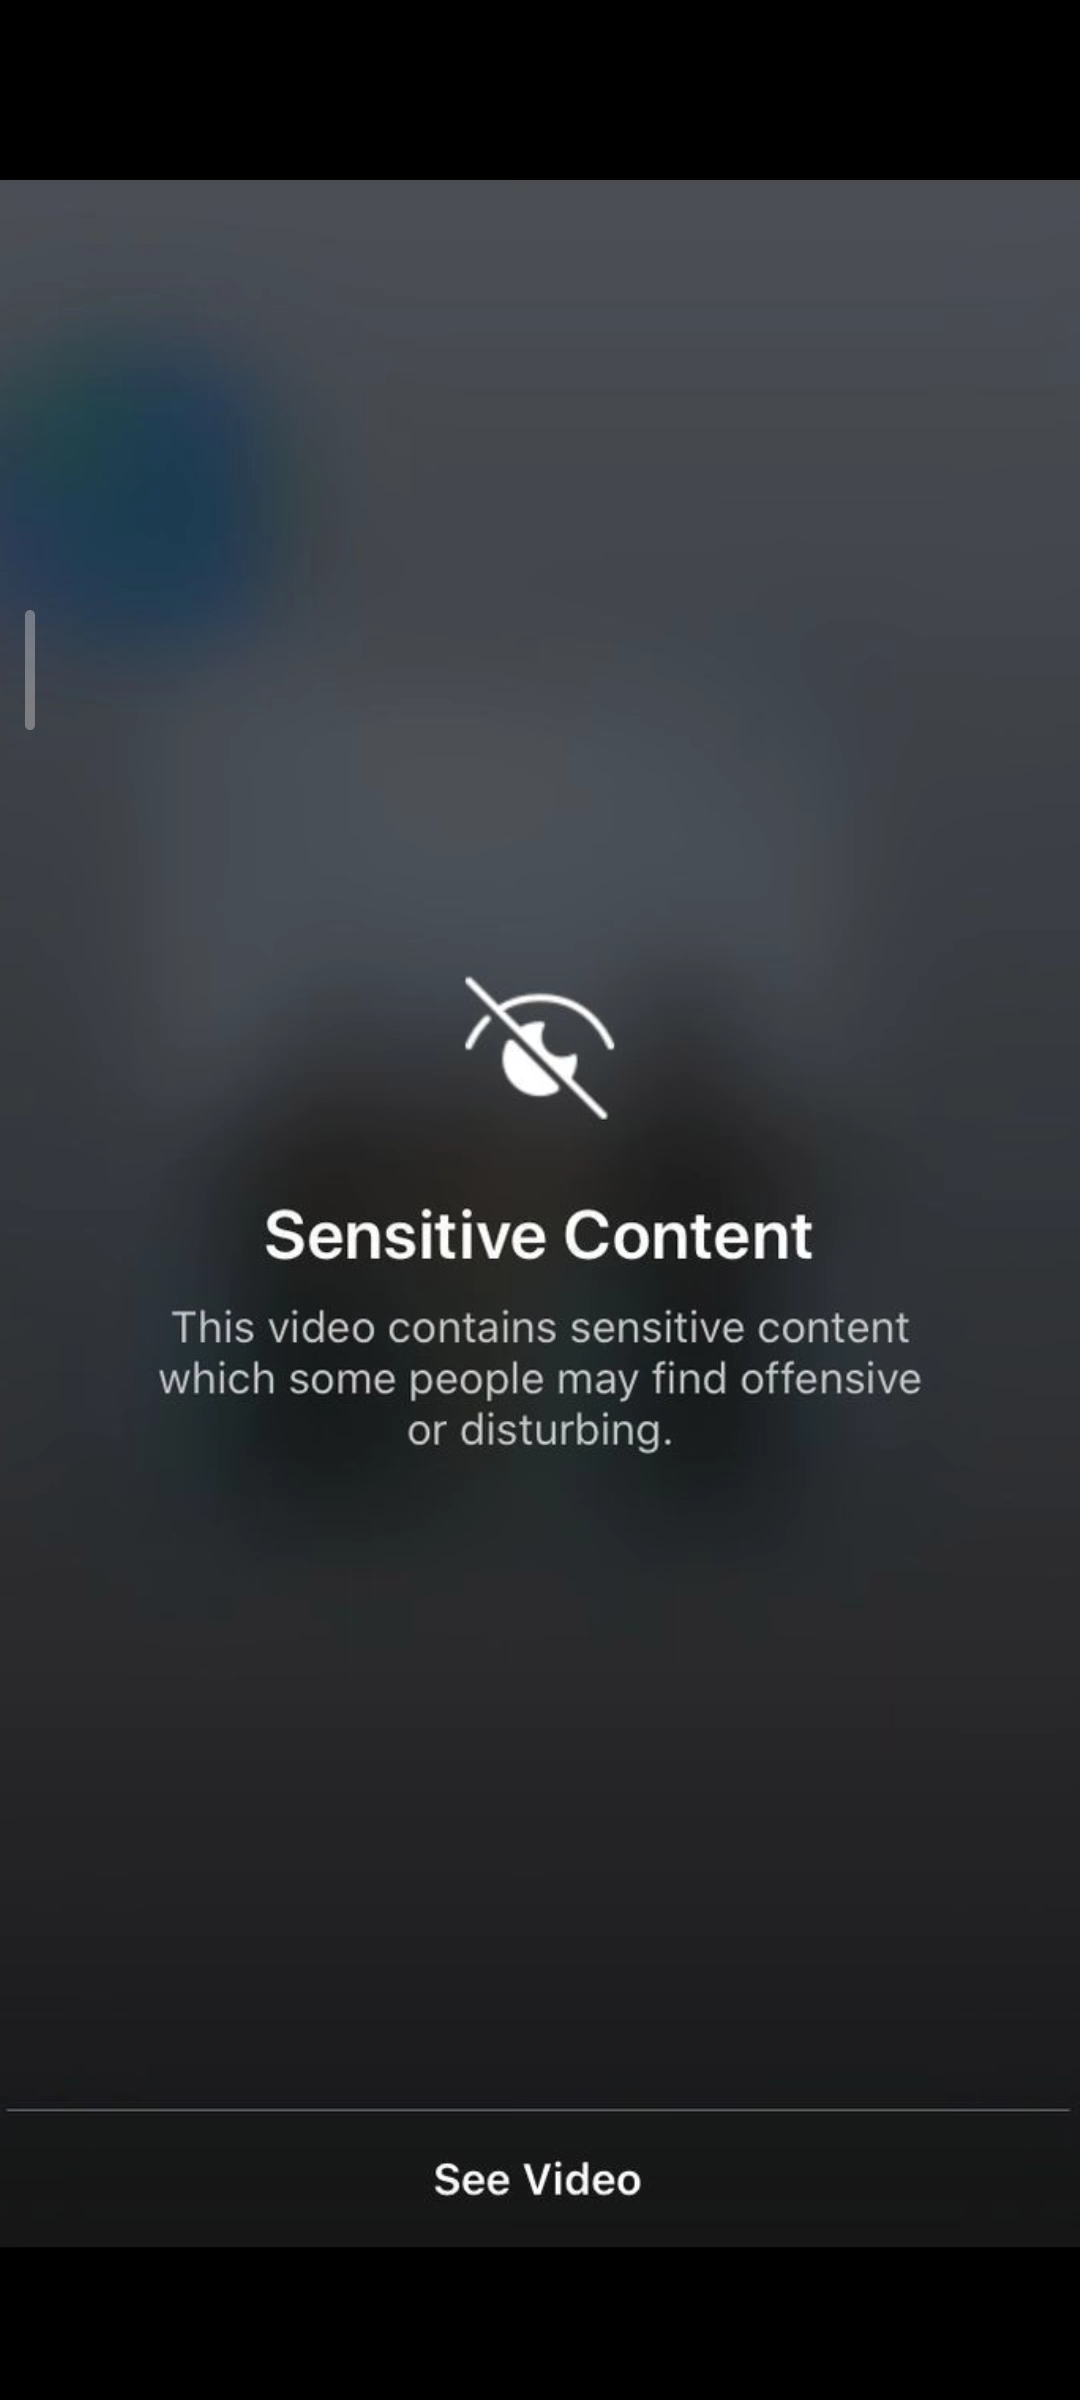 Sensitive Content
This video contains sensitive content
which some people may find offensive
or disturbing.
See Video